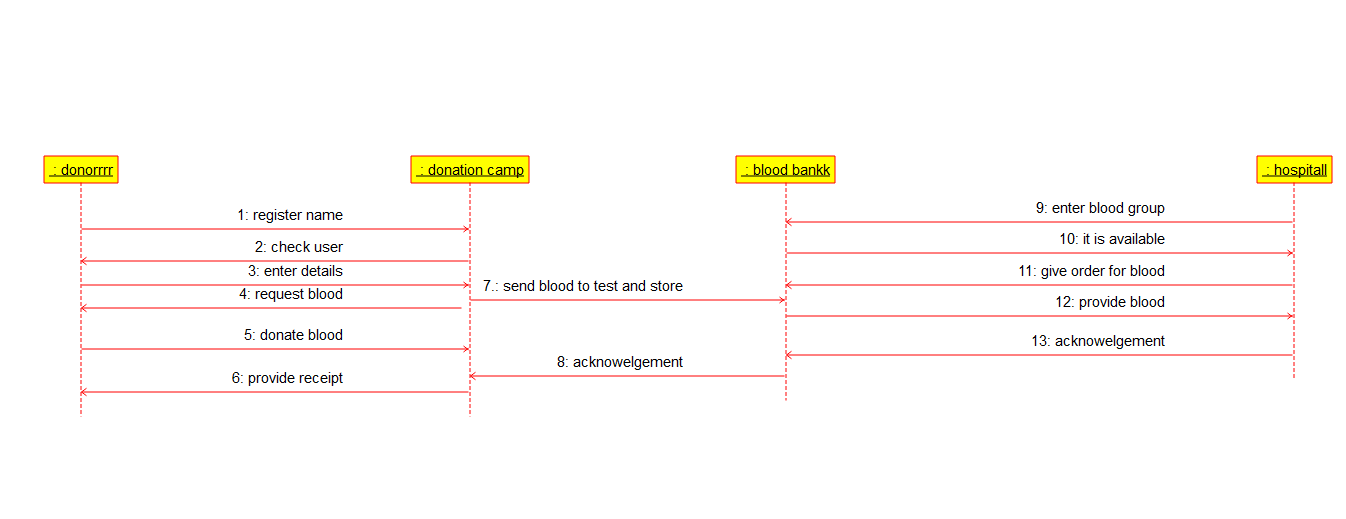 : donorrrr
: donation camp
: blood bankk
: hospitall
1: register name
2: check user
3: enter details
4: request blood
5: donate blood
6: provide receipt
7.: send blood to test and store
8: acknowelgement
9: enter blood group
10: it is available
11: give order for blood
12: provide blood
13: acknowelgement